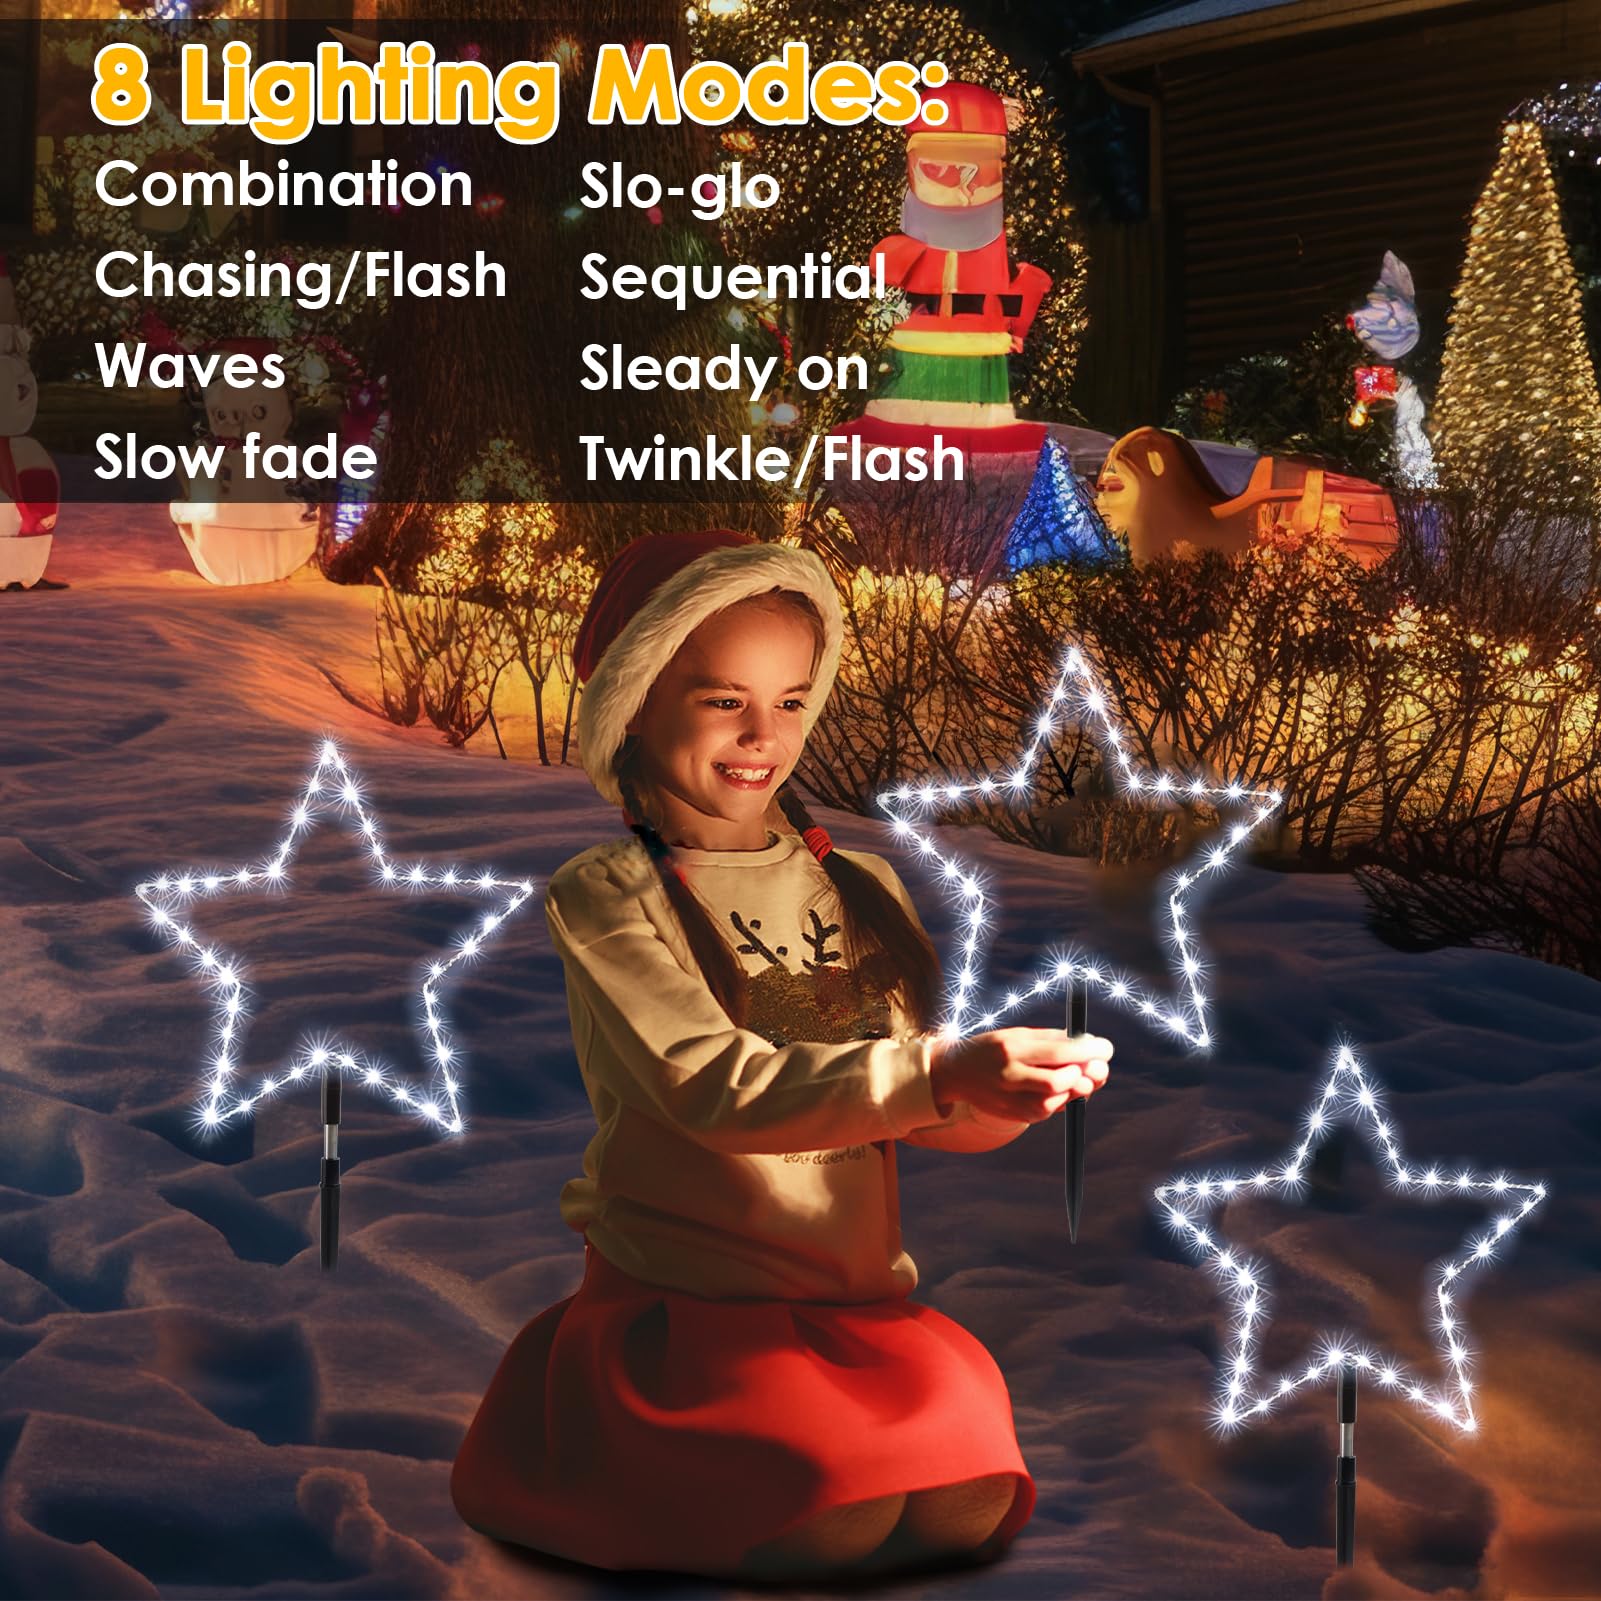 8 Lighting Modes:
Combination
Chasing/Flash
Waves
Slow fade
Slo-glo
Sequential
Sleady on
Twinkle/Flash